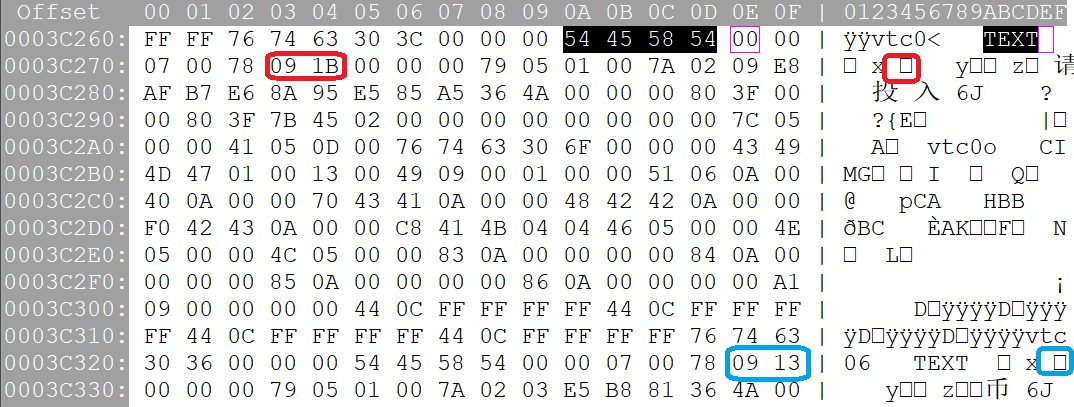 Offset 00 01 02 03 04 05 06 07 08 09 0A 0B 0C 0D 0E 0F | 0123456789ABCDEF
0003C260: FF FF 76 74 63 30 3C 00 00 00 54 45 58 54 00 00 | ÿÿvtc0< TEXT
0003C270: 07 00 78 09 1B 00 00 00 79 05 01 00 7A 02 09 E8 | □ x □ y□□ z□ 请
0003C280: AF B7 E6 8A 95 E5 85 A5 36 4A 00 00 00 80 3F 00 | 投 入 6J ?
0003C290: 00 80 3F 7B 45 02 00 00 00 00 00 00 00 00 7C 05 | ?{E□ |□
0003C2A0: 00 00 41 05 0D 00 76 74 63 30 6F 00 00 00 43 49 | A□ vtc0o CI
0003C2B0: 4D 47 01 00 13 00 49 09 00 01 00 00 51 06 0A 00 | MG□ □ I □ Q□
0003C2C0: 40 0A 00 00 70 43 41 0A 00 00 48 42 42 0A 00 00 | @ pCA HBB
0003C2D0: F0 42 43 0A 00 00 C8 41 4B 04 04 46 05 00 00 4E | ðBC ÈAK□□F□ N
0003C2E0: 05 00 00 4C 05 00 00 83 0A 00 00 00 00 84 0A 00 | □ L□
0003C2F0: 00 00 00 85 0A 00 00 00 00 86 0A 00 00 00 00 A1 | ¡
0003C300: 09 00 00 00 00 44 0C FF FF FF FF 44 0C FF FF FF | D□ÿÿÿÿD□ÿÿÿ
0003C310: FF 44 0C FF FF FF FF 44 0C FF FF FF FF 76 74 63 | ÿD□ÿÿÿÿD□ÿÿÿÿvtc
0003C320: 30 36 00 00 00 54 45 58 54 00 00 07 00 78 09 13 | 06 TEXT □ x □
0003C330: 00 00 00 79 05 01 00 7A 02 03 E5 B8 81 36 4A 00 | y□□ z□□币 6J